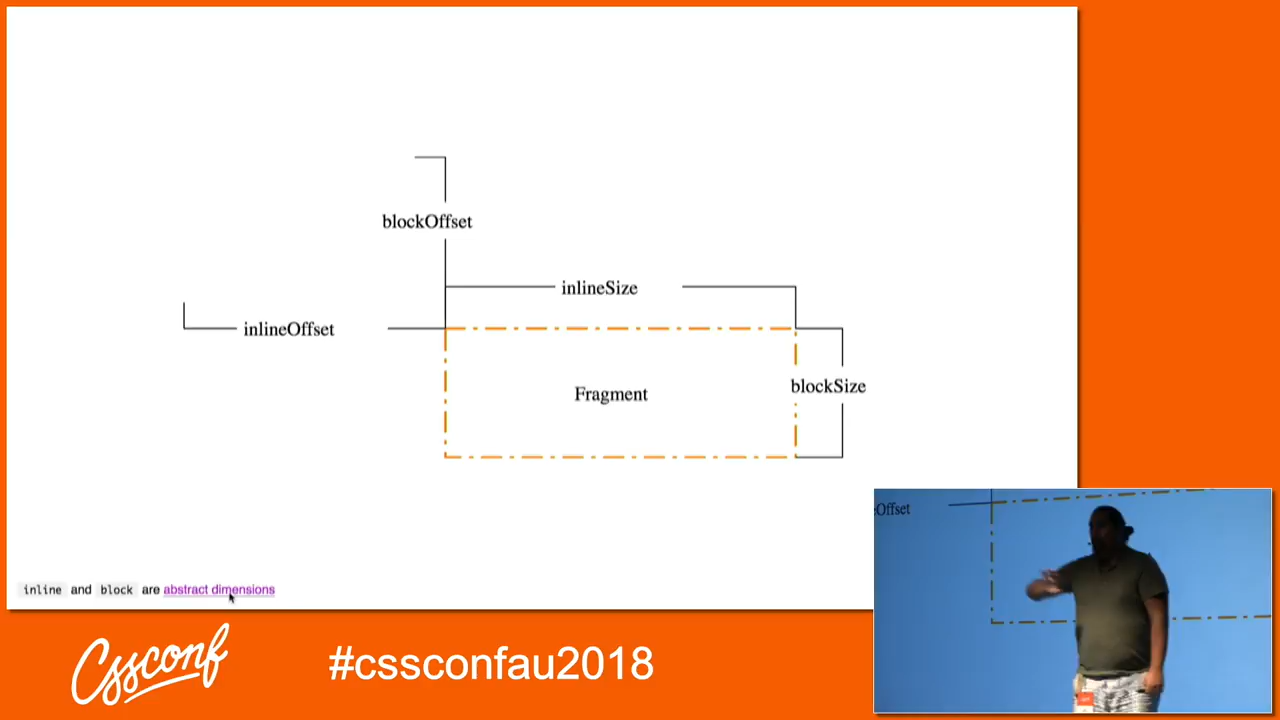 blockOffset
inlineSize
inlineOffset
Fragment
blockSize
inline and block are abstract dimensions
Offset
cssconf
#cssconfau2018